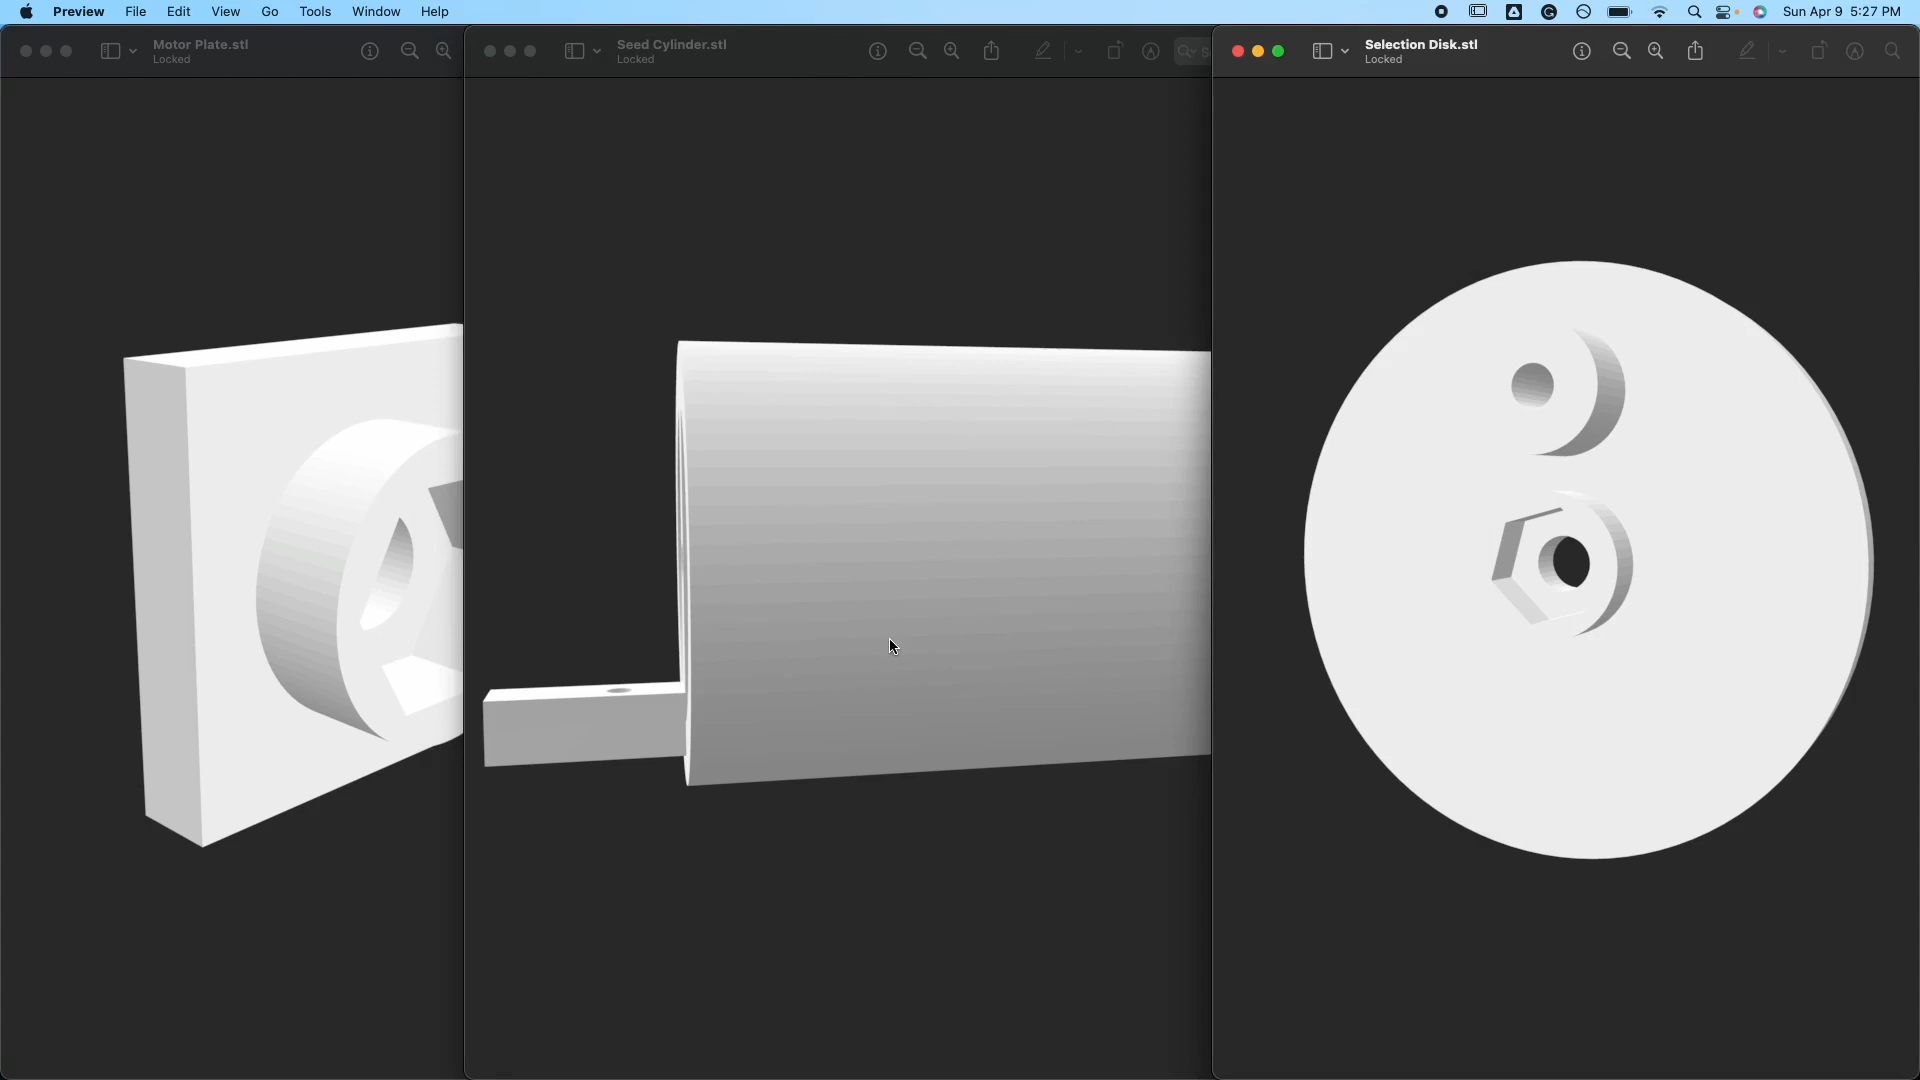 Preview File Edit View Go Tools Window Help
Sun Apr 9 5:27 PM
Motor Plate.stl
Locked
Seed Cylinder.stl
Locked
Selection Disk.stl
Locked